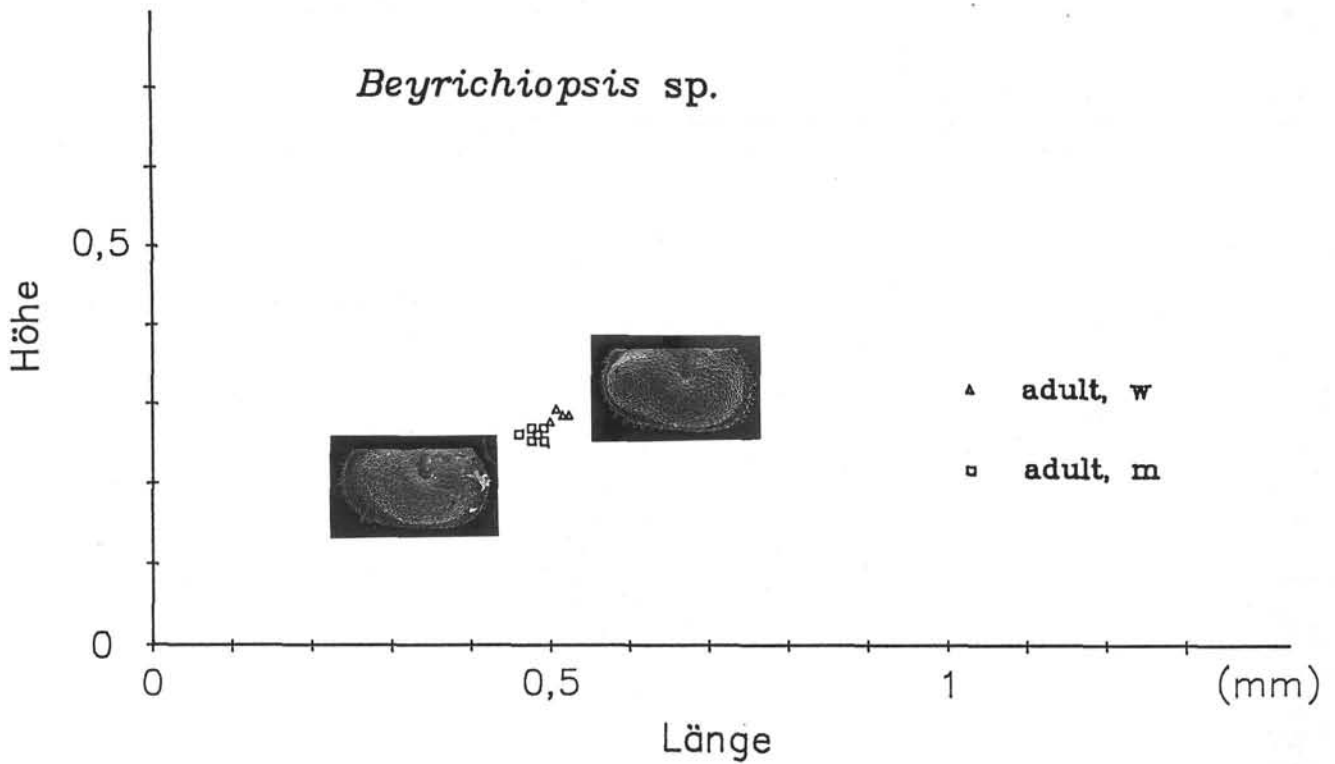 Beyrichiopsis sp.
0,5
Höhe
adult, w
adult, m
0
0 0,5 1 (mm)
Länge